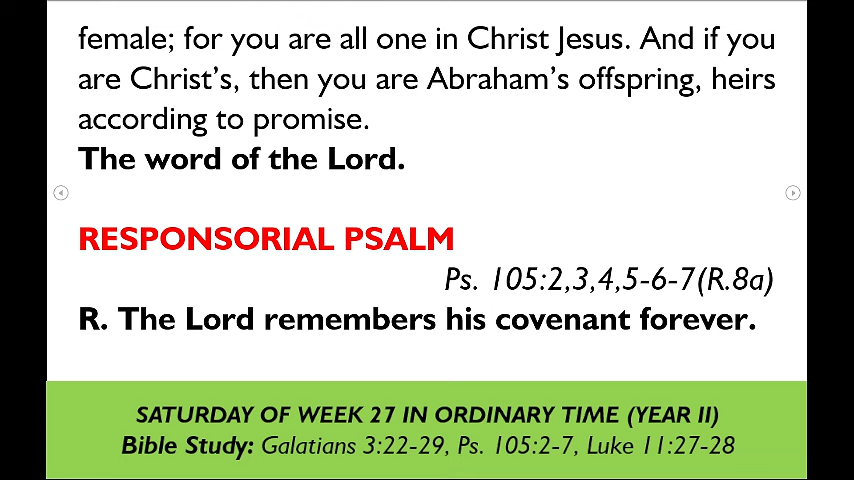 female; for you are all one in Christ Jesus. And if you
are Christ's, then you are Abraham's offspring, heirs
according to promise.
The word of the Lord.
RESPONSORIAL PSALM
Ps. 105:2,3,4,5-6-7(R.8a)
R. The Lord remembers his covenant forever.
SATURDAY OF WEEK 27 IN ORDINARY TIME (YEAR II)
Bible Study: Galatians 3:22-29, Ps. 105:2-7, Luke 11:27-28